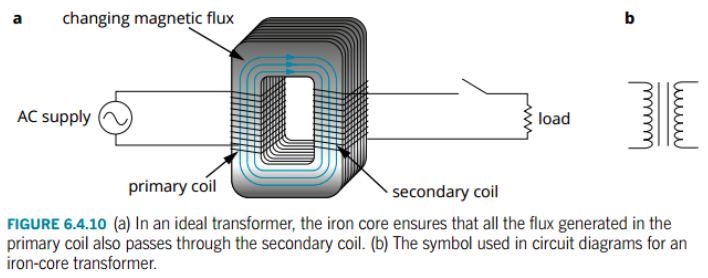 a
changing magnetic flux
b
AC supply
load
primary coil
secondary coil
FIGURE 6.4.10 (a) In an ideal transformer, the iron core ensures that all the flux generated in the
primary coil also passes through the secondary coil. (b) The symbol used in circuit diagrams for an
iron-core transformer.